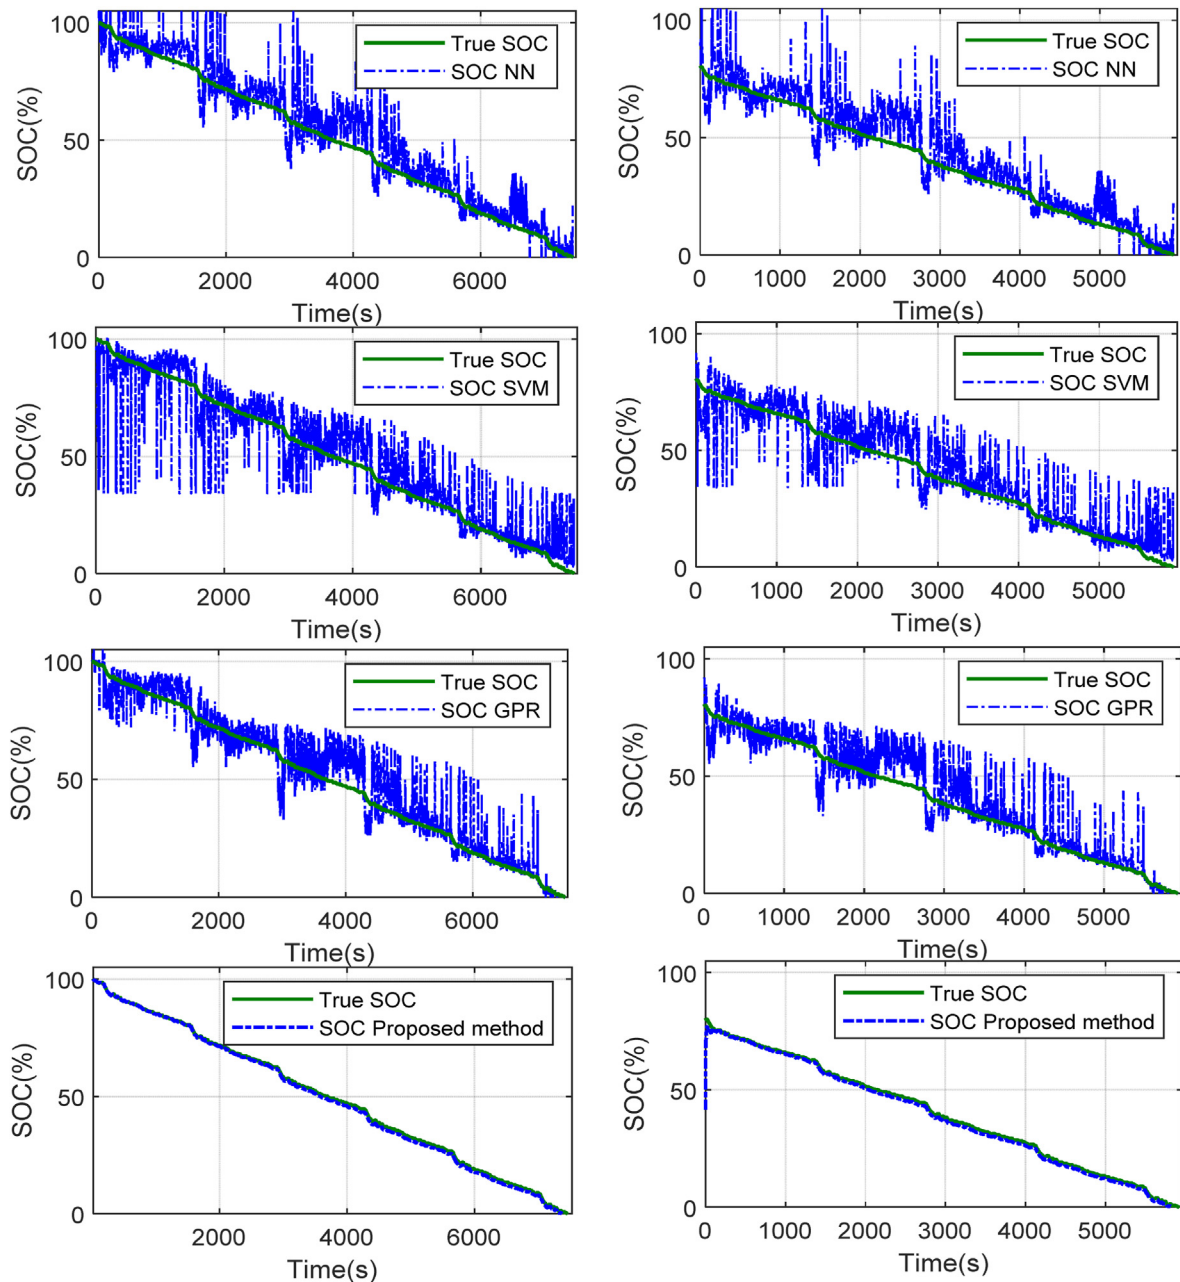 True SOC
SOC NN
100
50
0
SOC(%)
0 2000 4000 6000
Time(s)
True SOC
SOC NN
100
50
0
SOC(%)
0 1000 2000 3000 4000 5000
Time(s)
True SOC
SOC SVM
100
50
0
SOC(%)
0 2000 4000 6000
Time(s)
True SOC
SOC SVM
100
50
0
SOC(%)
0 1000 2000 3000 4000 5000
Time(s)
True SOC
SOC GPR
100
50
0
SOC(%)
0 2000 4000 6000
Time(s)
True SOC
SOC GPR
100
50
0
SOC(%)
0 1000 2000 3000 4000 5000
Time(s)
True SOC
SOC Proposed method
100
50
0
SOC(%)
2000 4000 6000
Time(s)
True SOC
SOC Proposed method
100
50
0
SOC(%)
0 1000 2000 3000 4000 5000
Time(s)